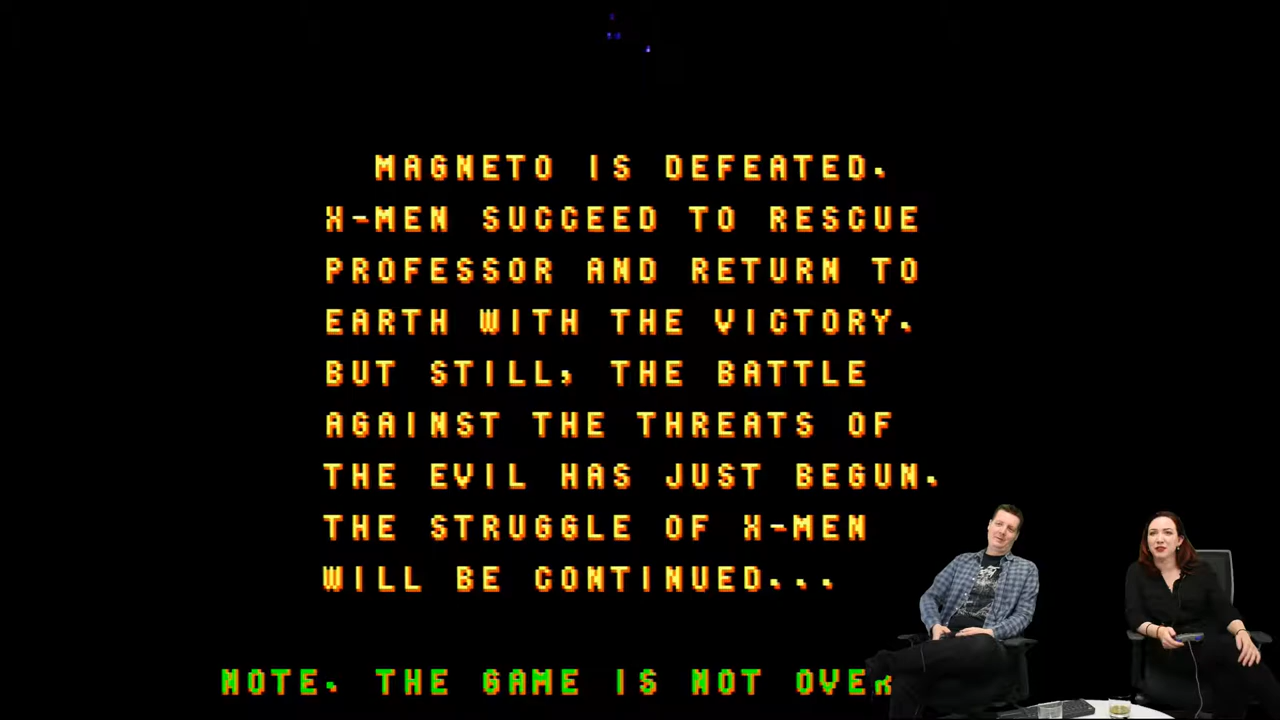 MAGNETO IS DEFEATED.
X-MEN SUCCEED TO RESCUE
PROFESSOR AND RETURN TO
EARTH WITH THE VICTORY.
BUT STILL, THE BATTLE
AGAINST THE THREATS OF
THE EVIL HAS JUST BEGUN.
THE STRUGGLE OF X-MEN
WILL BE CONTINUED...
NOTE. THE GAME IS NOT OVER